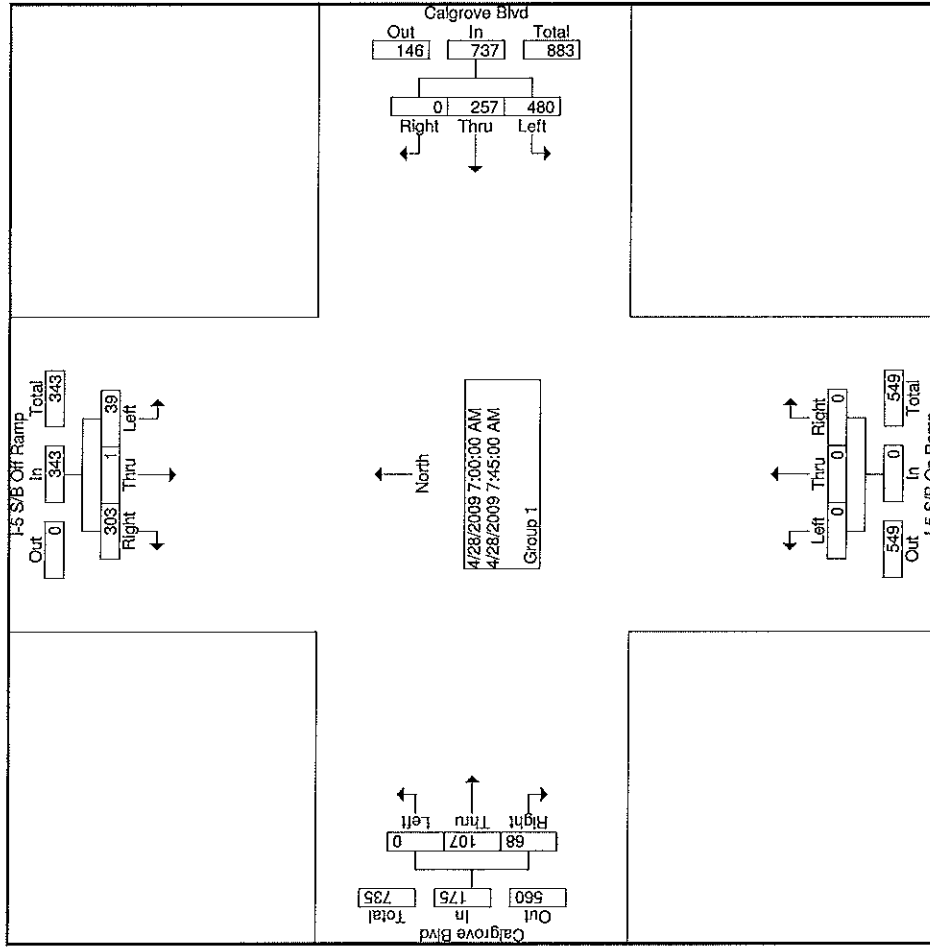 Calgrove Blvd
Out In Total
146 737 883
0 257 480
Right Thru Left
I-5 S/B Off Ramp
Out In Total
0 343 343
303 1 39
Right Thru Left
North
4/28/2009 7:00:00 AM
4/28/2009 7:45:00 AM
Group 1
Left Thru Right
0 0 0
549 0 549
Out In Total
I-5 S/B On Ramp
Left Thru Right
0 107 68
Total In Out
735 175 560
Calgrove Blvd